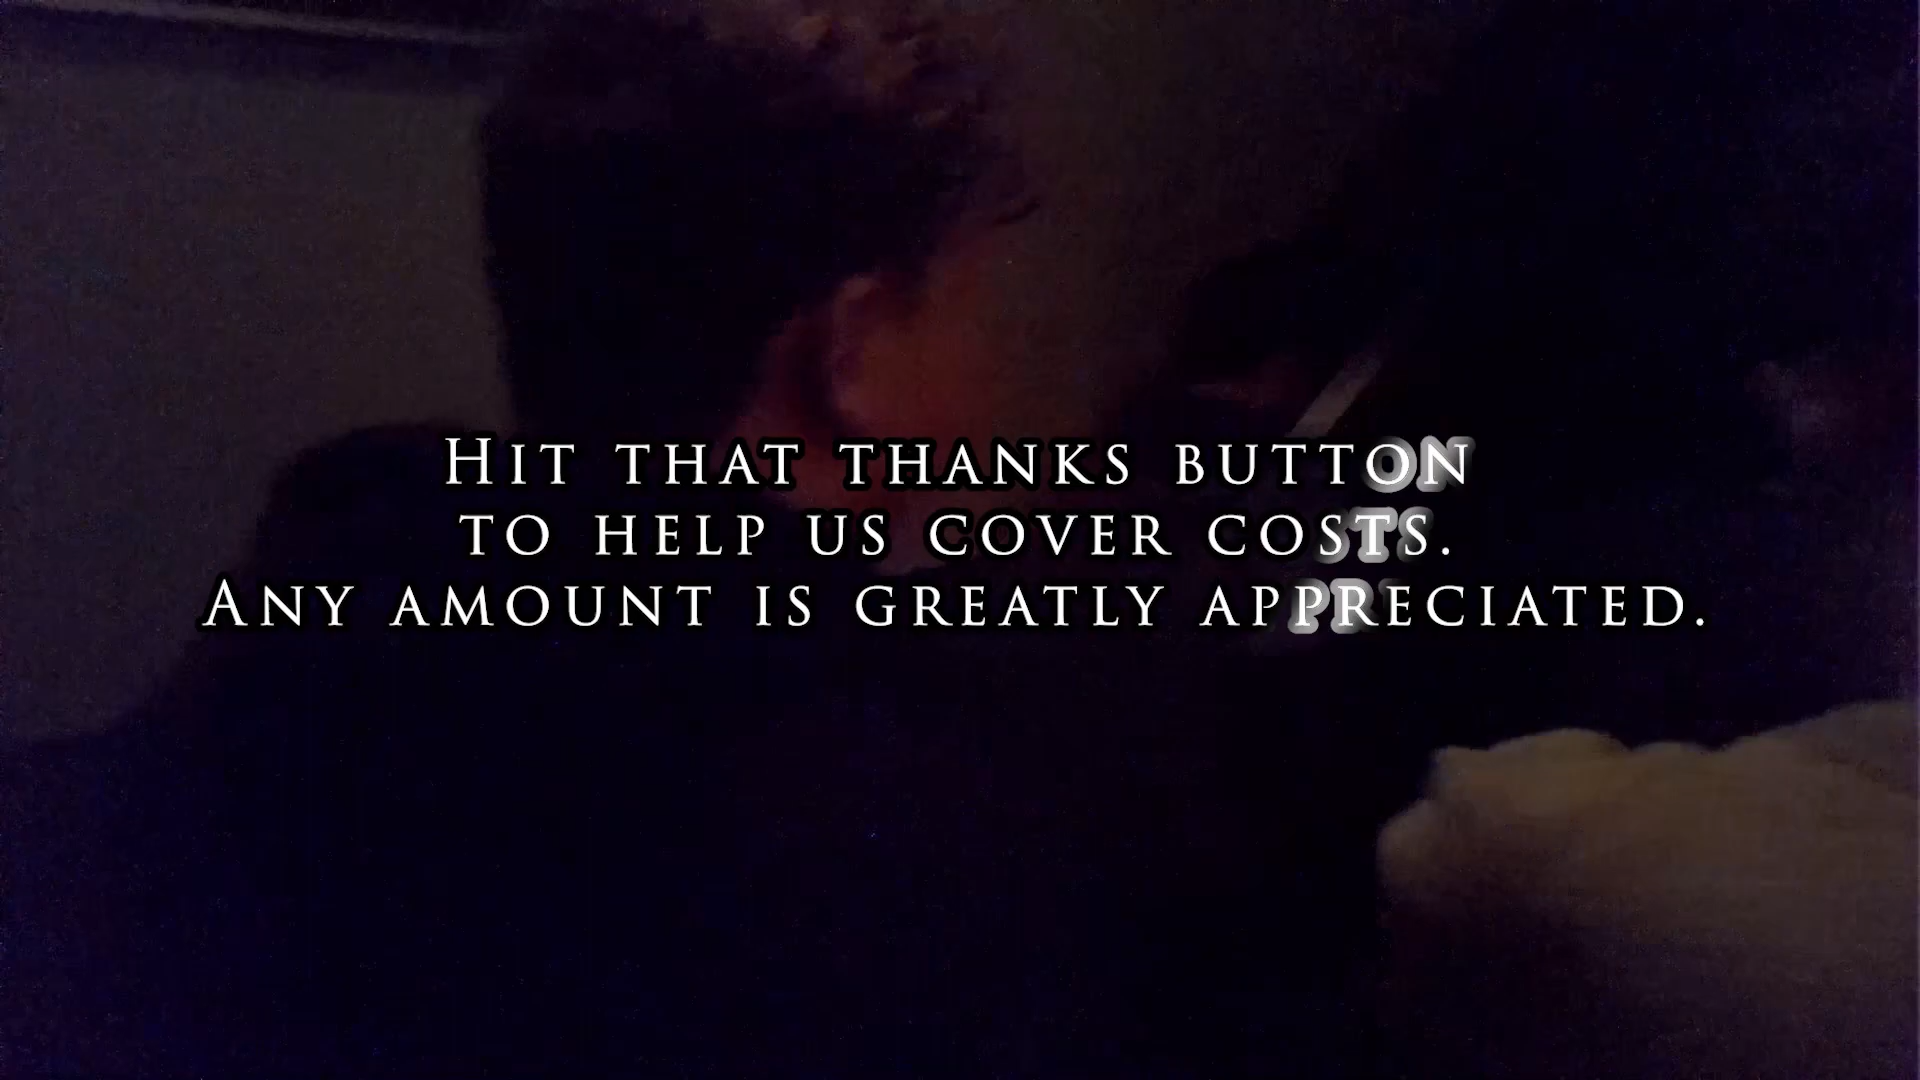 Hit that thanks button
to help us cover costs.
Any amount is greatly appreciated.